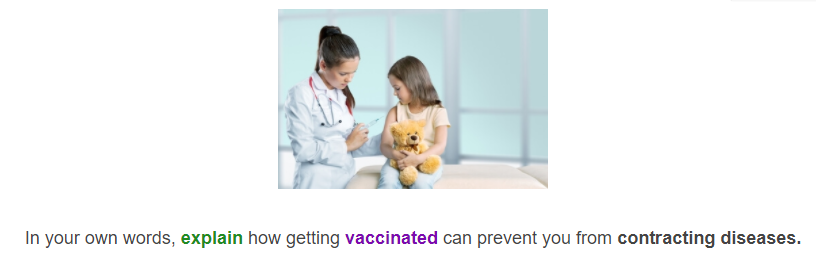 In your own words, explain how getting vaccinated can prevent you from contracting diseases.